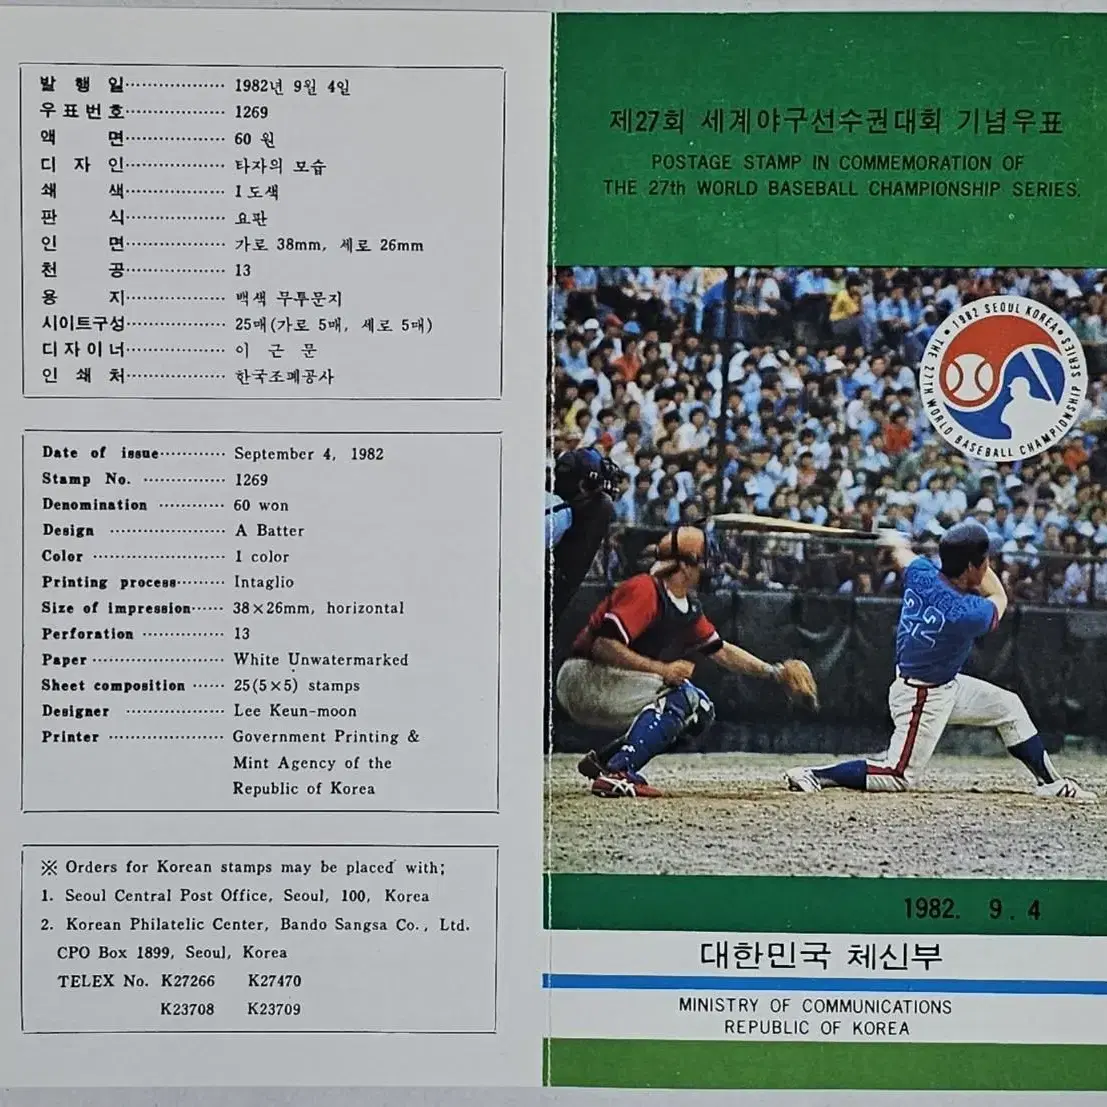 발 행 일 ·················· 1982년 9월 4일
우표번호 ·················· 1269
액 면 ·················· 60 원
디 자 인 ·················· 타자의 모습
쇄 색 ·················· 1 도색
판 식 ·················· 요판
인 면 ·················· 가로 38mm, 세로 26mm
천 공 ·················· 13
용 지 ·················· 백색 무투문지
시이트구성 ·················· 25매(가로 5매, 세로 5매)
디자이너 ·················· 이 근 문
인 쇄 처 ·················· 한국조폐공사
Date of issue ············ September 4, 1982
Stamp No. ··············· 1269
Denomination ············ 60 won
Design ····················· A Batter
Color ························ 1 color
Printing process ········· Intaglio
Size of impression ······ 38×26mm, horizontal
Perforation ··············· 13
Paper ························ White Unwatermarked
Sheet composition ······ 25(5×5) stamps
Designer ·················· Lee Keun-moon
Printer ····················· Government Printing &
Mint Agency of the
Republic of Korea
※ Orders for Korean stamps may be placed with;
1. Seoul Central Post Office, Seoul, 100, Korea
2. Korean Philatelic Center, Bando Sangsa Co., Ltd.
CPO Box 1899, Seoul, Korea
TELEX No. K27266 K27470
K23708 K23709
제27회 세계야구선수권대회 기념우표
POSTAGE STAMP IN COMMEMORATION OF
THE 27th WORLD BASEBALL CHAMPIONSHIP SERIES.
• 1982 SEOUL KOREA •
THE 27TH WORLD BASEBALL CHAMPIONSHIP SERIES
22
1982. 9. 4
대한민국 체신부
MINISTRY OF COMMUNICATIONS
REPUBLIC OF KOREA